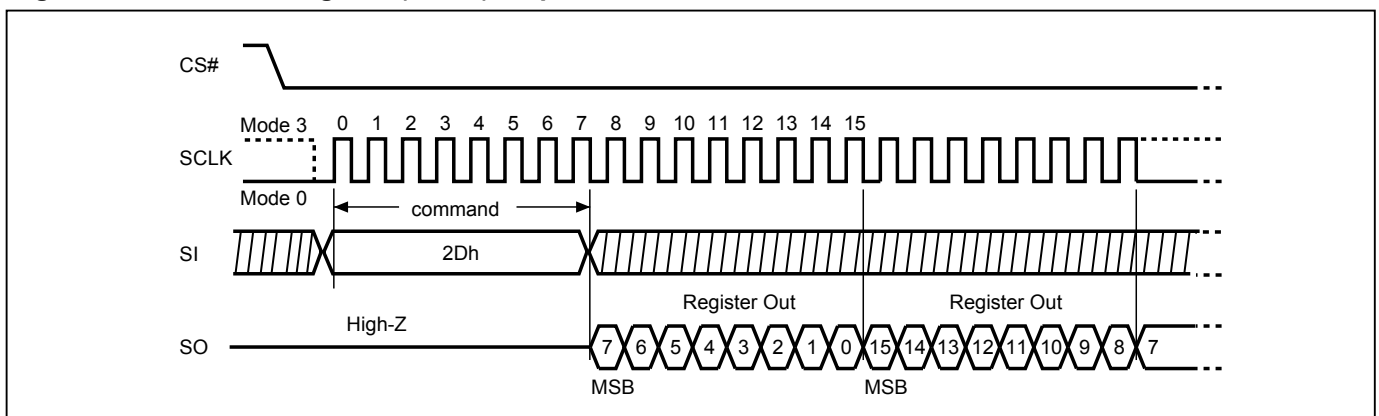 CS#
Mode 3 0 1 2 3 4 5 6 7 8 9 10 11 12 13 14 15
SCLK
Mode 0
command
SI 2Dh
Register Out Register Out
High-Z
SO 7 6 5 4 3 2 1 0 15 14 13 12 11 10 9 8 7
MSB MSB